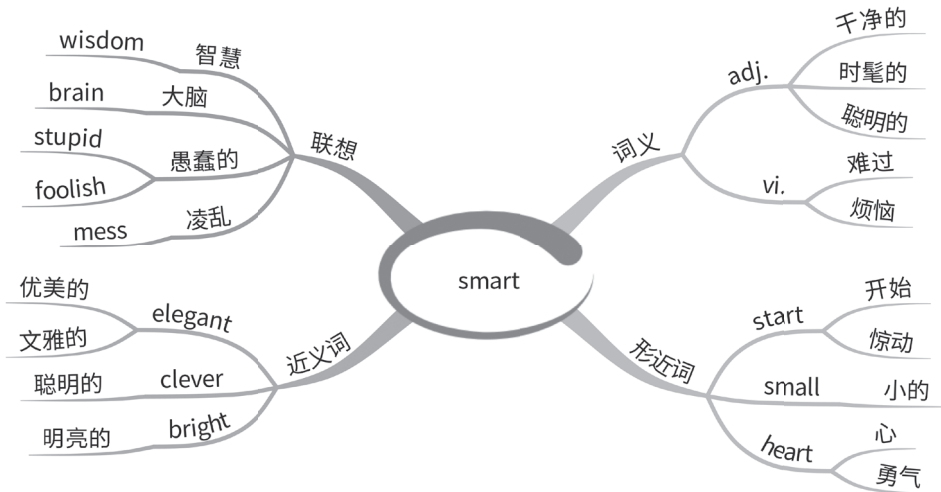 smart
联想
智慧
wisdom
大脑
brain
愚蠢的
stupid
foolish
凌乱
mess
近义词
elegant
优美的
文雅的
clever
聪明的
bright
明亮的
词义
adj.
干净的
时髦的
聪明的
vi.
难过
烦恼
形近词
start
开始
惊动
small
小的
heart
心
勇气